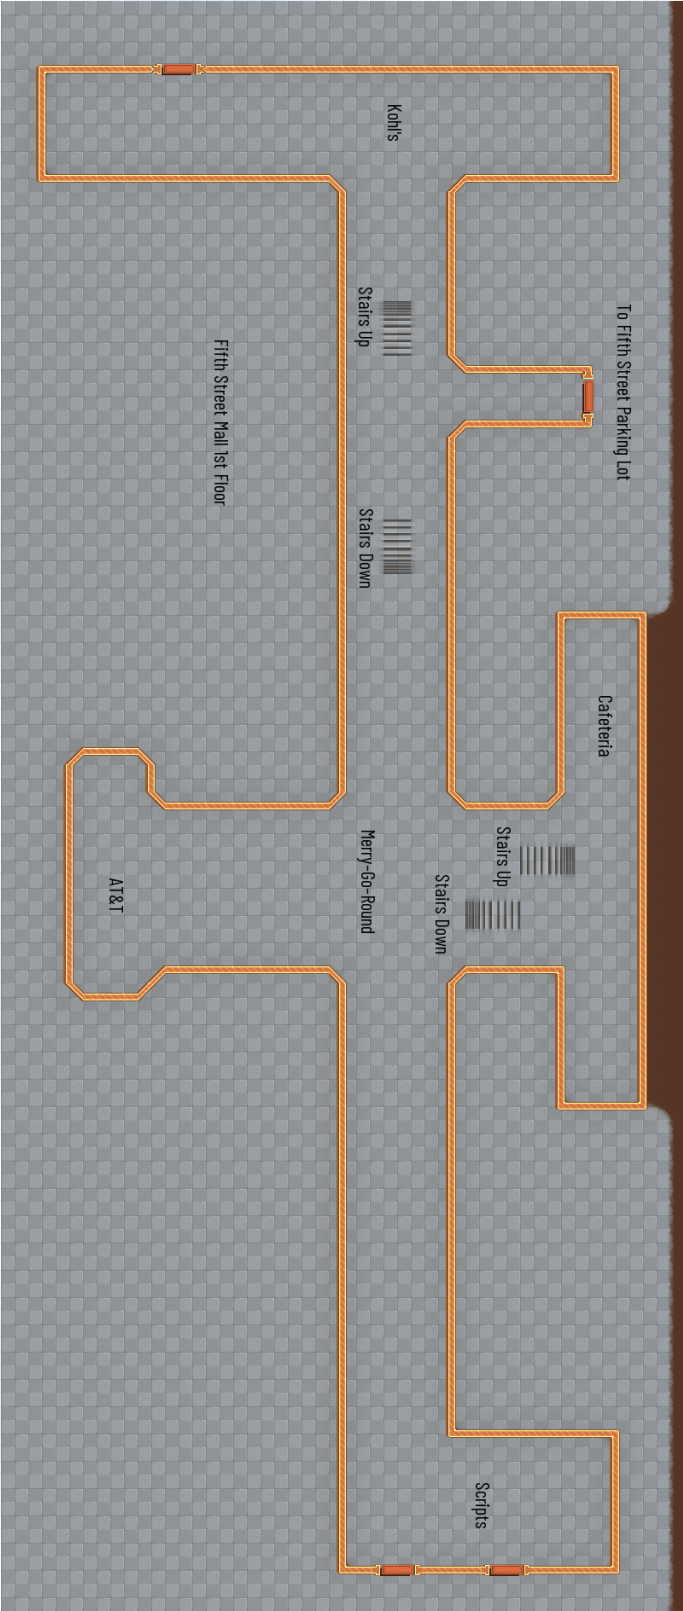 To Fifth Street Parking Lot
Cafeteria
Stairs Up
Scripts
Stairs Down
Kohl's
Stairs Up
Stairs Down
Merry-Go-Round
Fifth Street Mall 1st Floor
AT&T